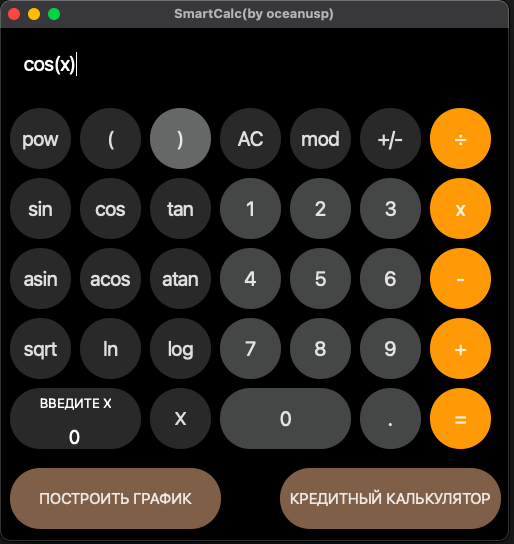 SmartCalc(by oceanusp)
cos(x)
pow ( ) AC mod +/- ÷
sin cos tan 1 2 3 x
asin acos atan 4 5 6 -
sqrt ln log 7 8 9 +
ВВЕДИТЕ X
0 X 0 . =
ПОСТРОИТЬ ГРАФИК КРЕДИТНЫЙ КАЛЬКУЛЯТОР